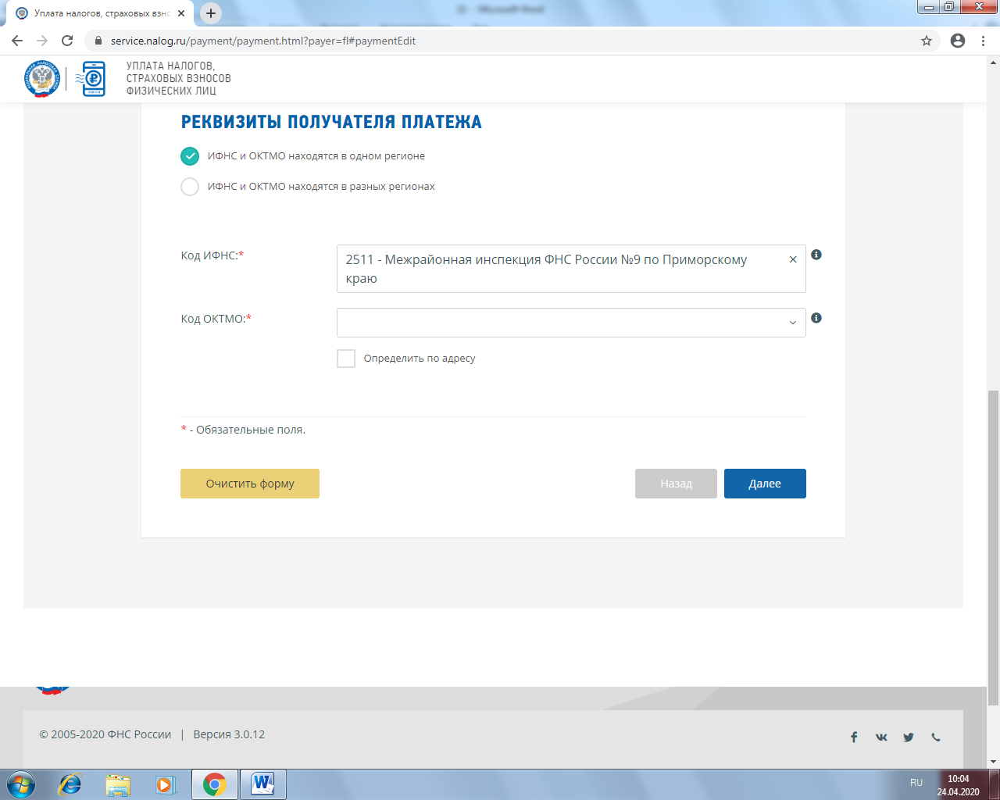 Уплата налогов, страховых взно
service.nalog.ru/payment/payment.html?payer=fl#paymentEdit
УПЛАТА НАЛОГОВ,
СТРАХОВЫХ ВЗНОСОВ
ФИЗИЧЕСКИХ ЛИЦ
РЕКВИЗИТЫ ПОЛУЧАТЕЛЯ ПЛАТЕЖА
ИФНС и ОКТМО находятся в одном регионе
ИФНС и ОКТМО находятся в разных регионах
Код ИФНС:*
2511 - Межрайонная инспекция ФНС России №9 по Приморскому
краю
Код ОКТМО:*
Определить по адресу
* - Обязательные поля.
Очистить форму
Назад
Далее
© 2005-2020 ФНС России | Версия 3.0.12
RU
10:04
24.04.2020